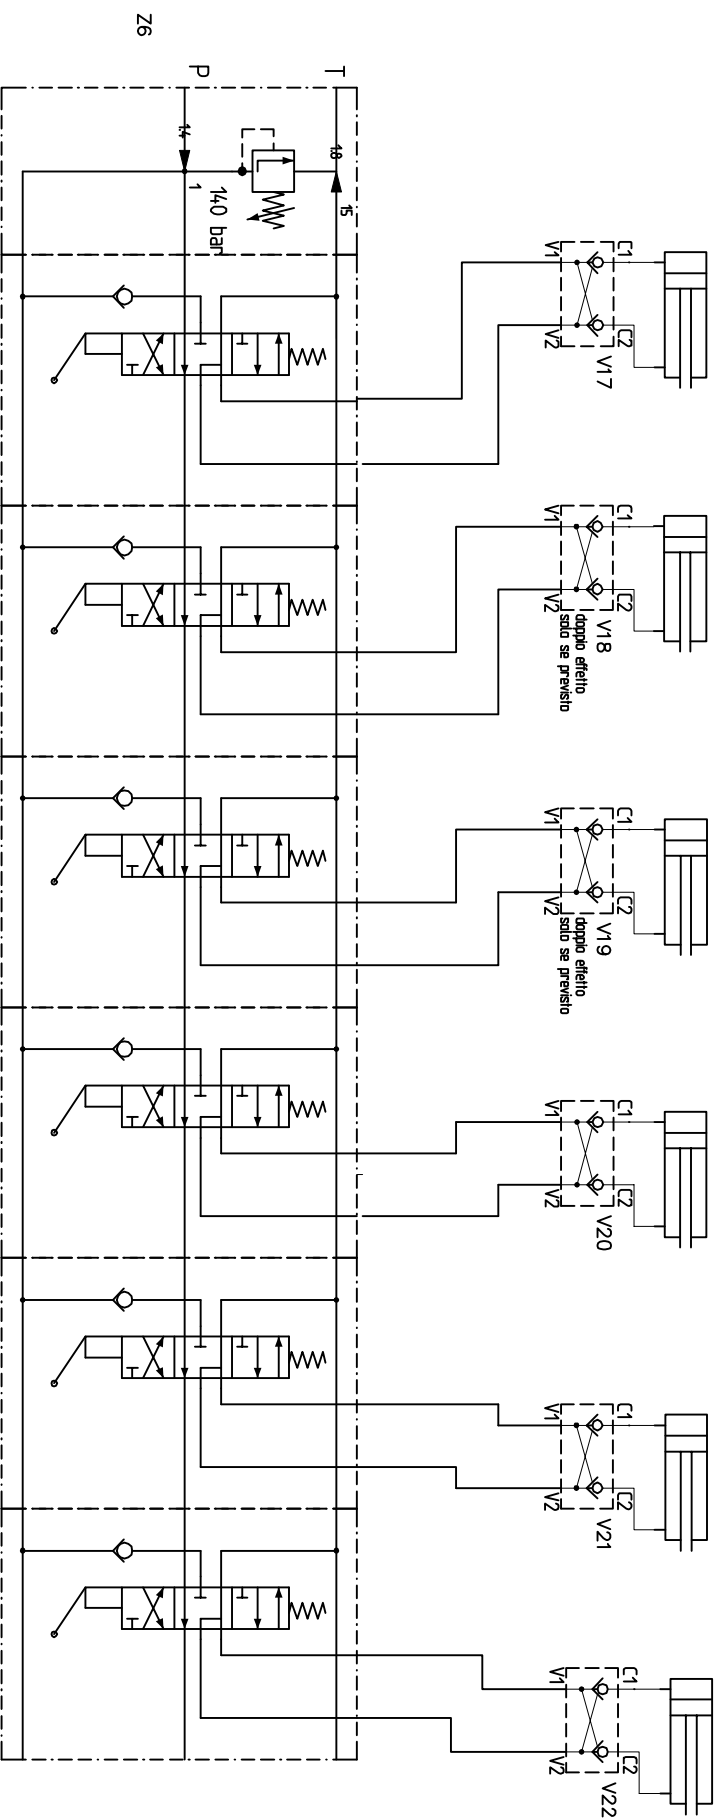 Z6
P
T
1.4
1
1.8
15
140 bar
V1
C1
V2
C2
V17
V1
C1
V2
C2
V18
doppio effetto
solo se previsto
V1
C1
V2
C2
V19
doppio effetto
solo se previsto
V1
C1
V2
C2
V20
V1
C1
V2
C2
V21
V1
C1
V2
C2
V22